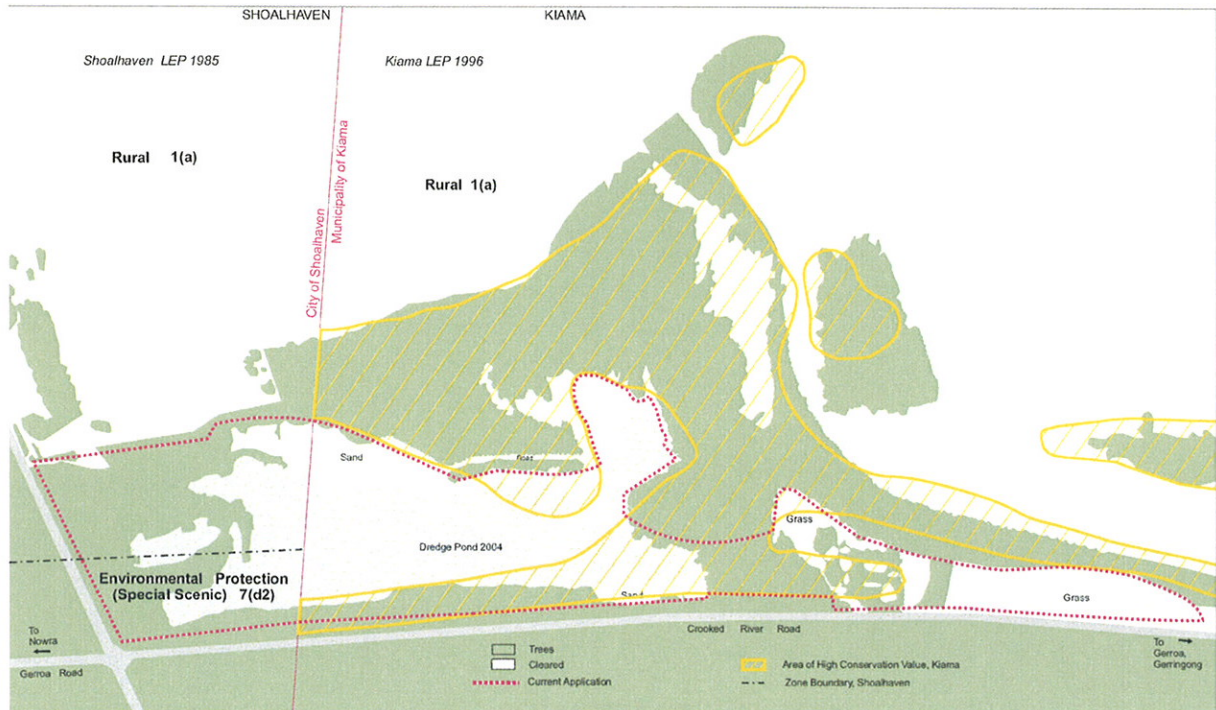 SHOALHAVEN
KIAMA
Shoalhaven LEP 1985
Kiama LEP 1996
Rural 1(a)
Rural 1(a)
City of Shoalhaven
Municipality of Kiama
Sand
Dredge Pond 2004
Grass
Environmental Protection
(Special Scenic) 7(d2)
Sand
Grass
To
Nowra
Gerroa Road
Crooked River Road
To
Gerroa,
Gerringong
Trees
Cleared
Current Application
Area of High Conservation Value, Kiama
Zone Boundary, Shoalhaven